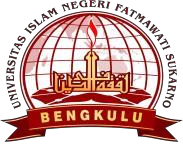 UNIVERSITAS ISLAM NEGERI FATMAWATI SUKARNO
BENGKULU